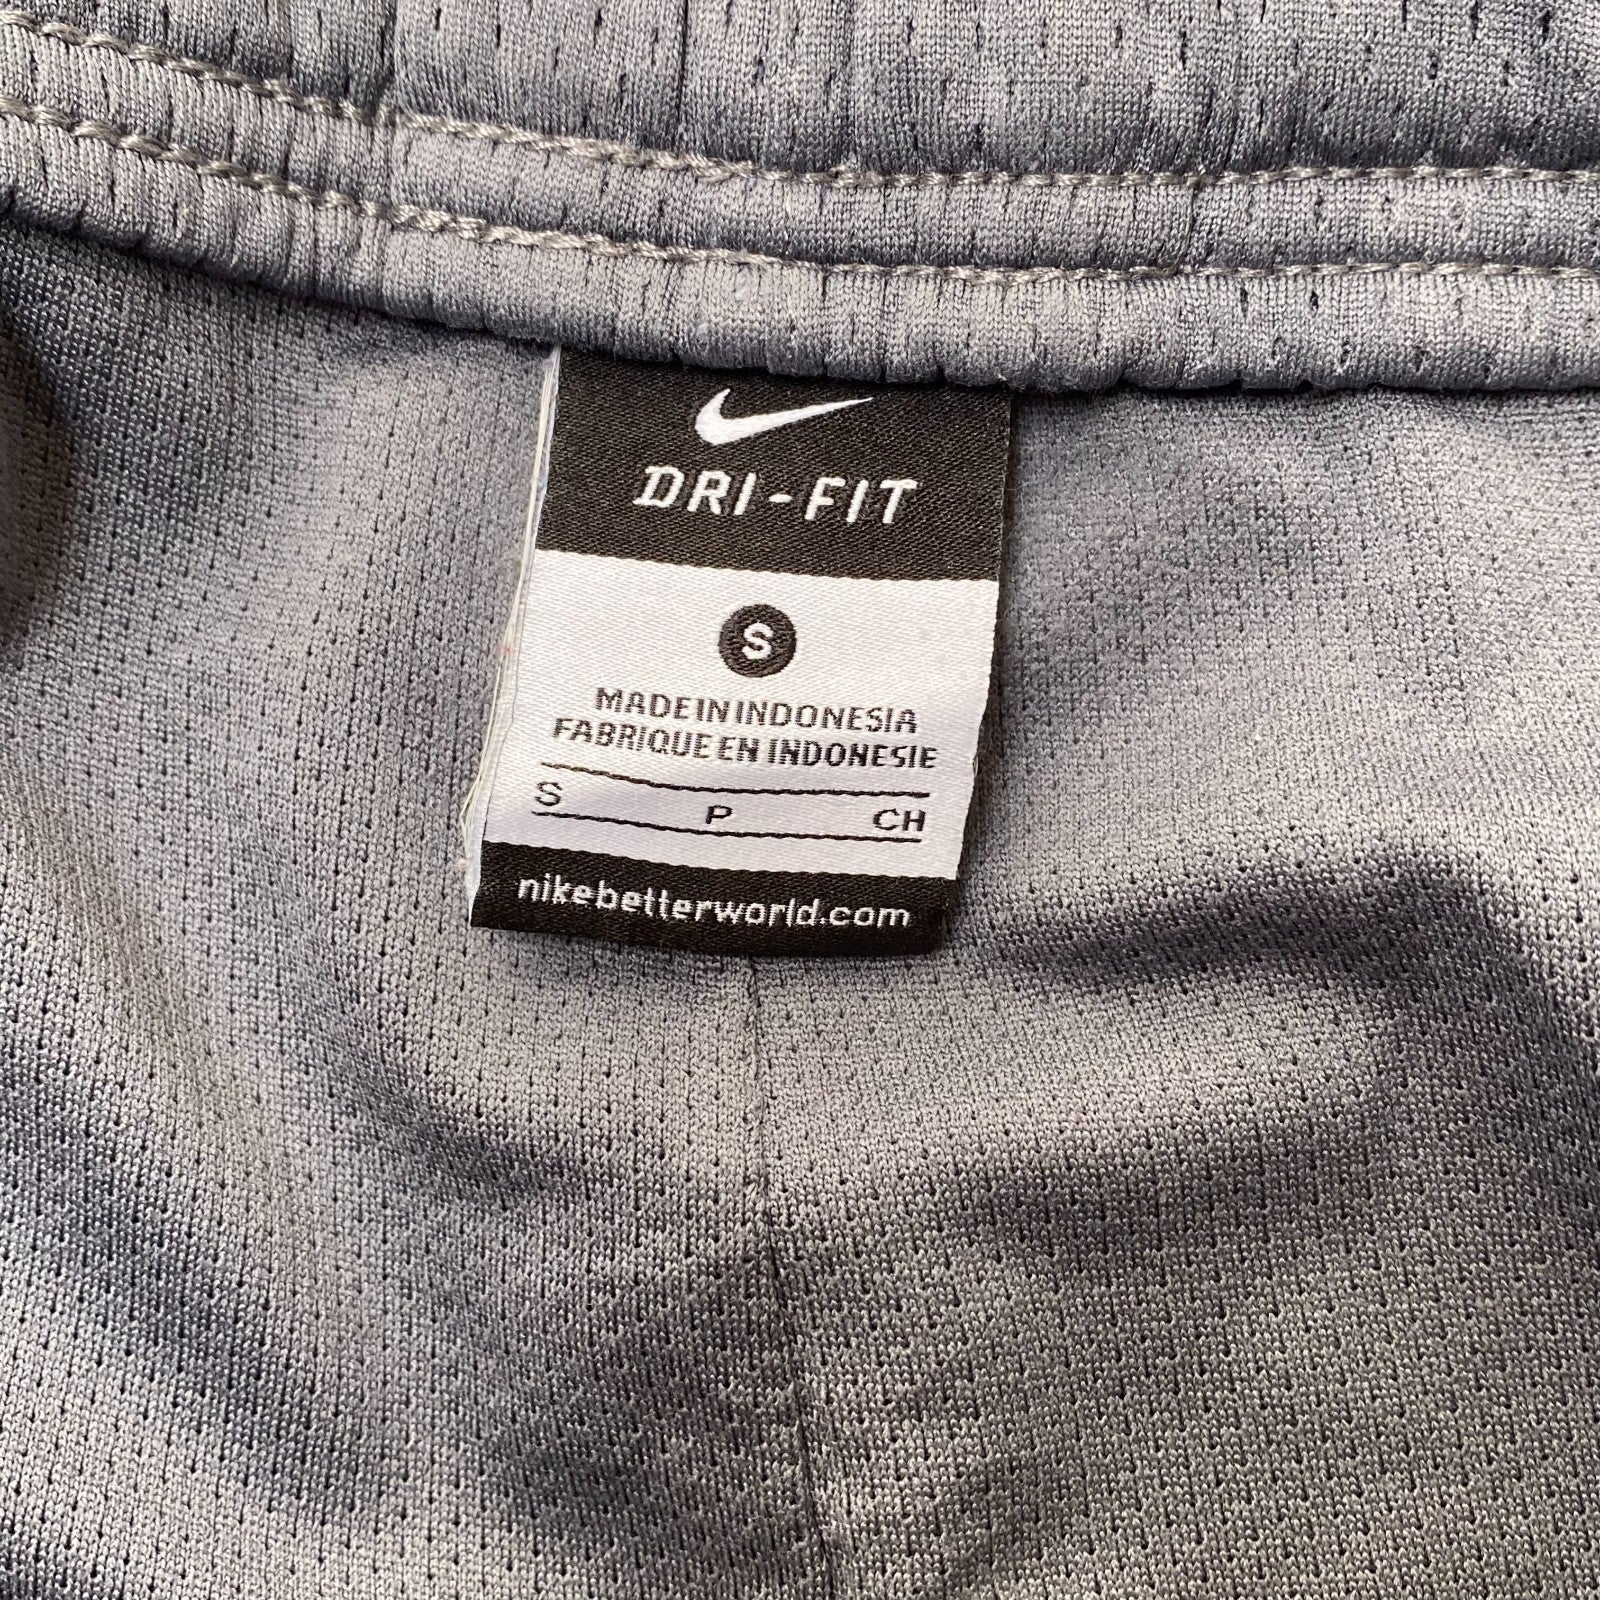 DRI-FIT
S
MADE IN INDONESIA
FABRIQUE EN INDONESIE
S P CH
nikebetterworld.com